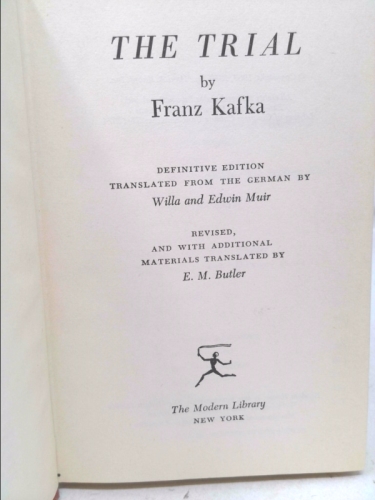 THE TRIAL
by
Franz Kafka
DEFINITIVE EDITION
TRANSLATED FROM THE GERMAN BY
Willa and Edwin Muir
REVISED,
AND WITH ADDITIONAL
MATERIALS TRANSLATED BY
E. M. Butler
The Modern Library
NEW YORK